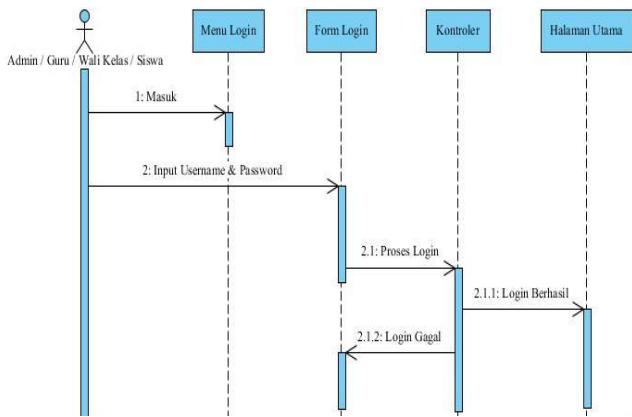 Menu Login
Form Login
Kontroler
Halaman Utama
Admin / Guru / Wali Kelas / Siswa
1: Masuk
2: Input Username & Password
2.1: Proses Login
2.1.1: Login Berhasil
2.1.2: Login Gagal